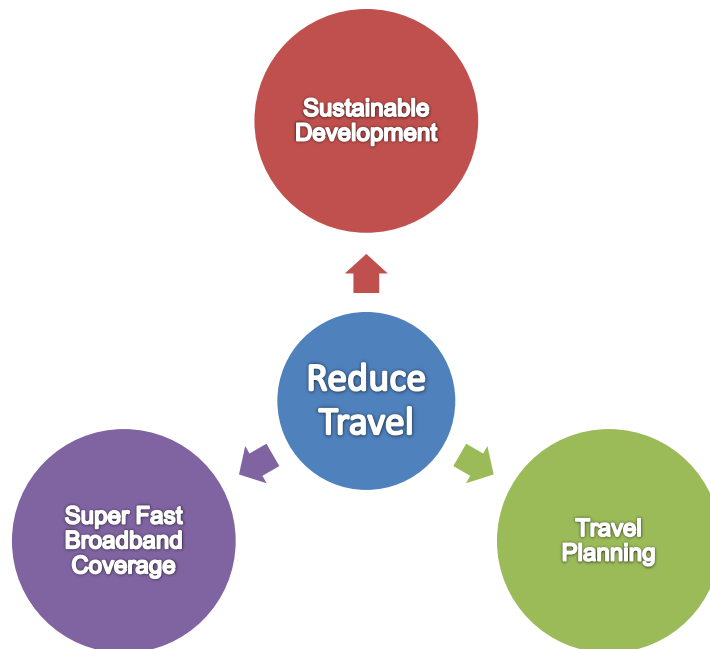 Sustainable
Development
Reduce
Travel
Super Fast
Broadband
Coverage
Travel
Planning